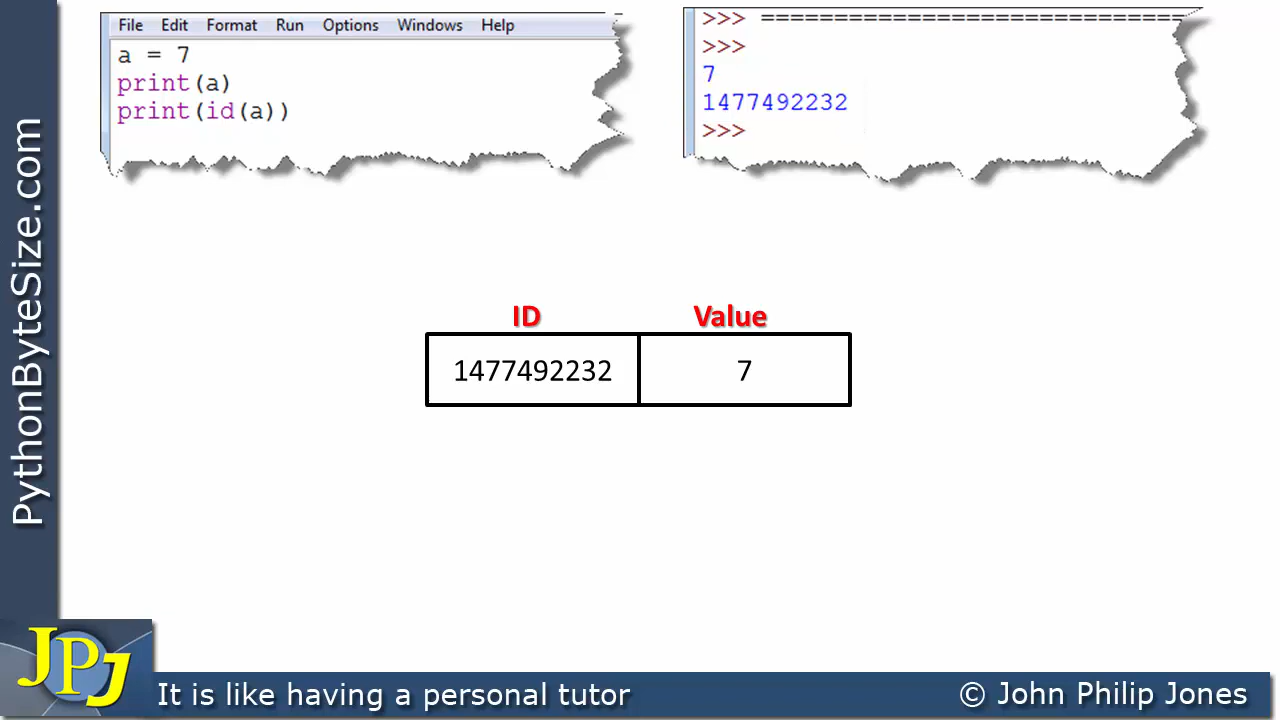 File Edit Format Run Options Windows Help
a = 7
print(a)
print(id(a))
>>> =============================
>>>
7
1477492232
>>>
ID Value
1477492232 7
PythonByteSize.com
JPJ
It is like having a personal tutor
© John Philip Jones